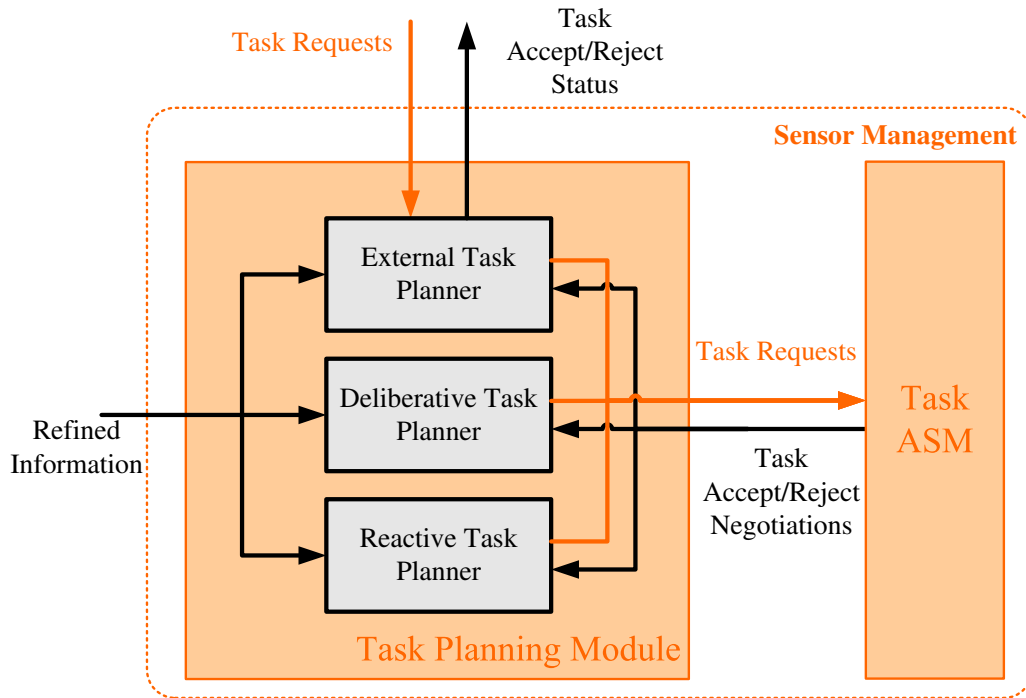 Task Requests
Task
Accept/Reject
Status
Sensor Management
External Task
Planner
Deliberative Task
Planner
Reactive Task
Planner
Task Planning Module
Refined
Information
Task Requests
Task
Accept/Reject
Negotiations
Task
ASM